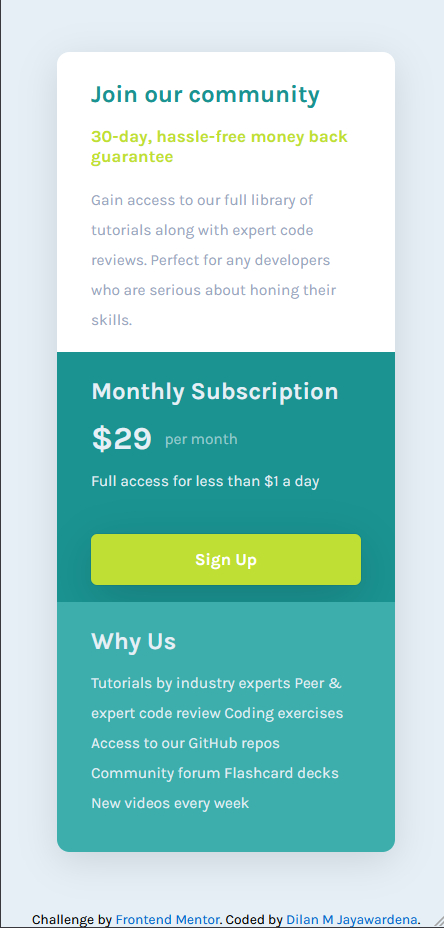 Join our community
30-day, hassle-free money back
guarantee
Gain access to our full library of
tutorials along with expert code
reviews. Perfect for any developers
who are serious about honing their
skills.
Monthly Subscription
$29 per month
Full access for less than $1 a day
Sign Up
Why Us
Tutorials by industry experts Peer &
expert code review Coding exercises
Access to our GitHub repos
Community forum Flashcard decks
New videos every week
Challenge by Frontend Mentor. Coded by Dilan M Jayawardena.